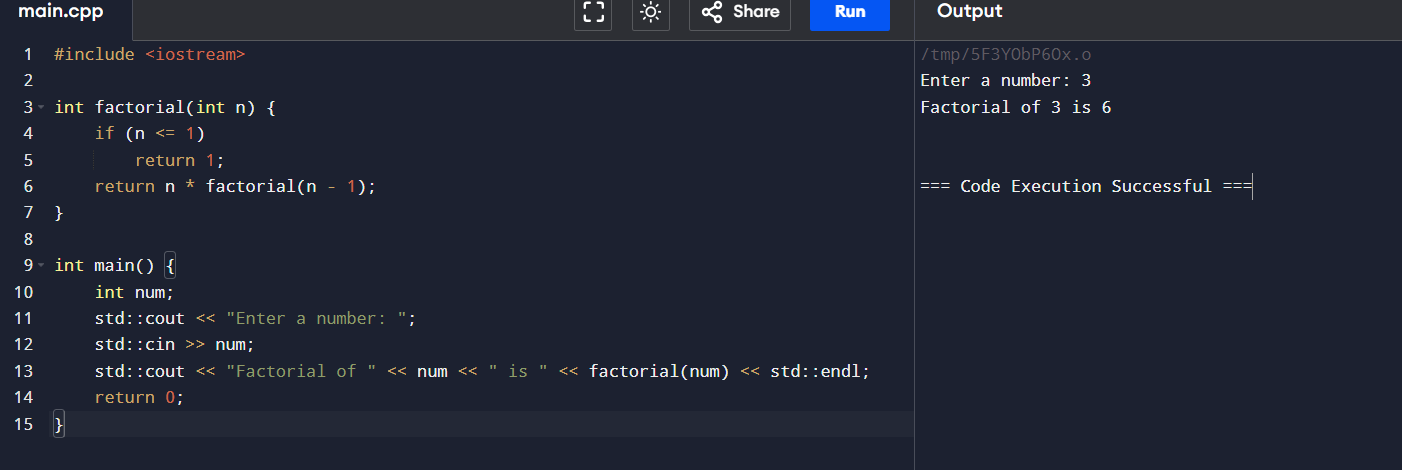 main.cpp
Share
Run
Output
1 #include <iostream>
2
3 int factorial(int n) {
4     if (n <= 1)
5         return 1;
6     return n * factorial(n - 1);
7 }
8
9 int main() {
10     int num;
11     std::cout << "Enter a number: ";
12     std::cin >> num;
13     std::cout << "Factorial of " << num << " is " << factorial(num) << std::endl;
14     return 0;
15 }
/tmp/5F3YObP6Ox.o
Enter a number: 3
Factorial of 3 is 6
=== Code Execution Successful ===